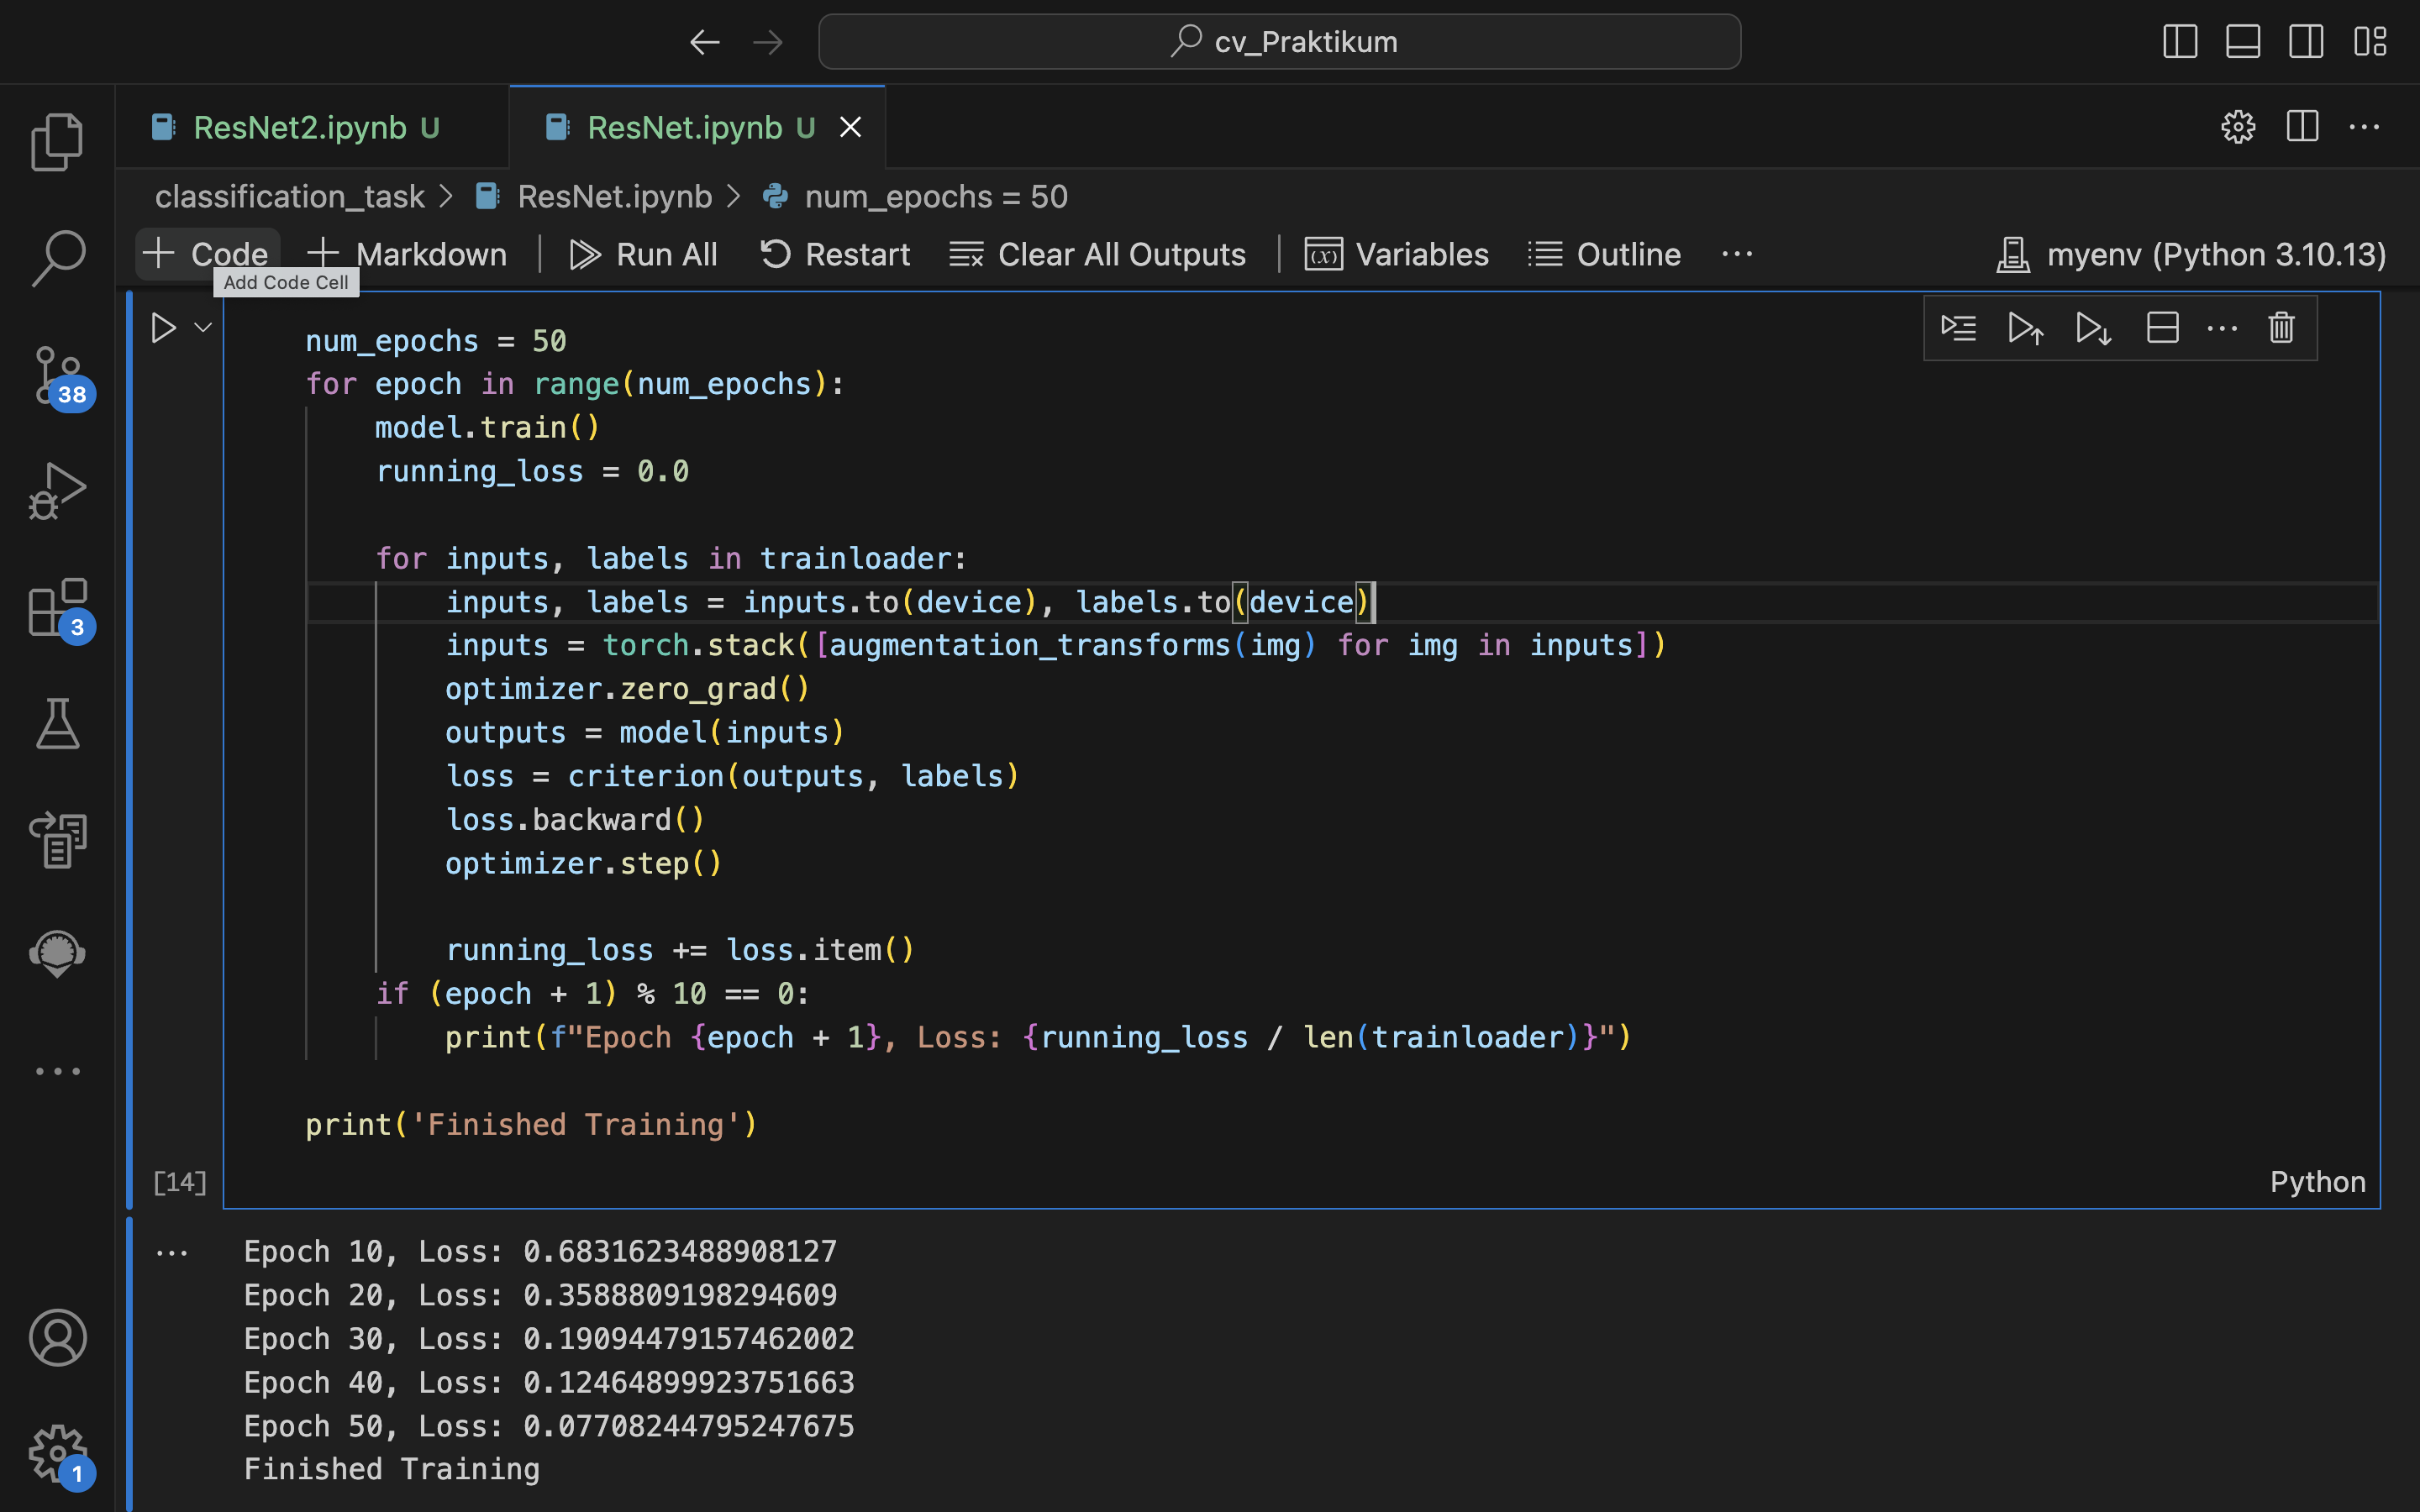 cv_Praktikum
ResNet2.ipynb U
ResNet.ipynb U
classification_task > ResNet.ipynb > num_epochs = 50
Code Markdown Run All Restart Clear All Outputs Variables Outline ... myenv (Python 3.10.13)
Add Code Cell
num_epochs = 50
for epoch in range(num_epochs):
    model.train()
    running_loss = 0.0

    for inputs, labels in trainloader:
        inputs, labels = inputs.to(device), labels.to(device)
        inputs = torch.stack([augmentation_transforms(img) for img in inputs])
        optimizer.zero_grad()
        outputs = model(inputs)
        loss = criterion(outputs, labels)
        loss.backward()
        optimizer.step()

        running_loss += loss.item()
    if (epoch + 1) % 10 == 0:
        print(f"Epoch {epoch + 1}, Loss: {running_loss / len(trainloader)}")

print('Finished Training')
[14]
Python
Epoch 10, Loss: 0.6831623488908127
Epoch 20, Loss: 0.3588809198294609
Epoch 30, Loss: 0.19094479157462002
Epoch 40, Loss: 0.12464899923751663
Epoch 50, Loss: 0.07708244795247675
Finished Training
38
3
1